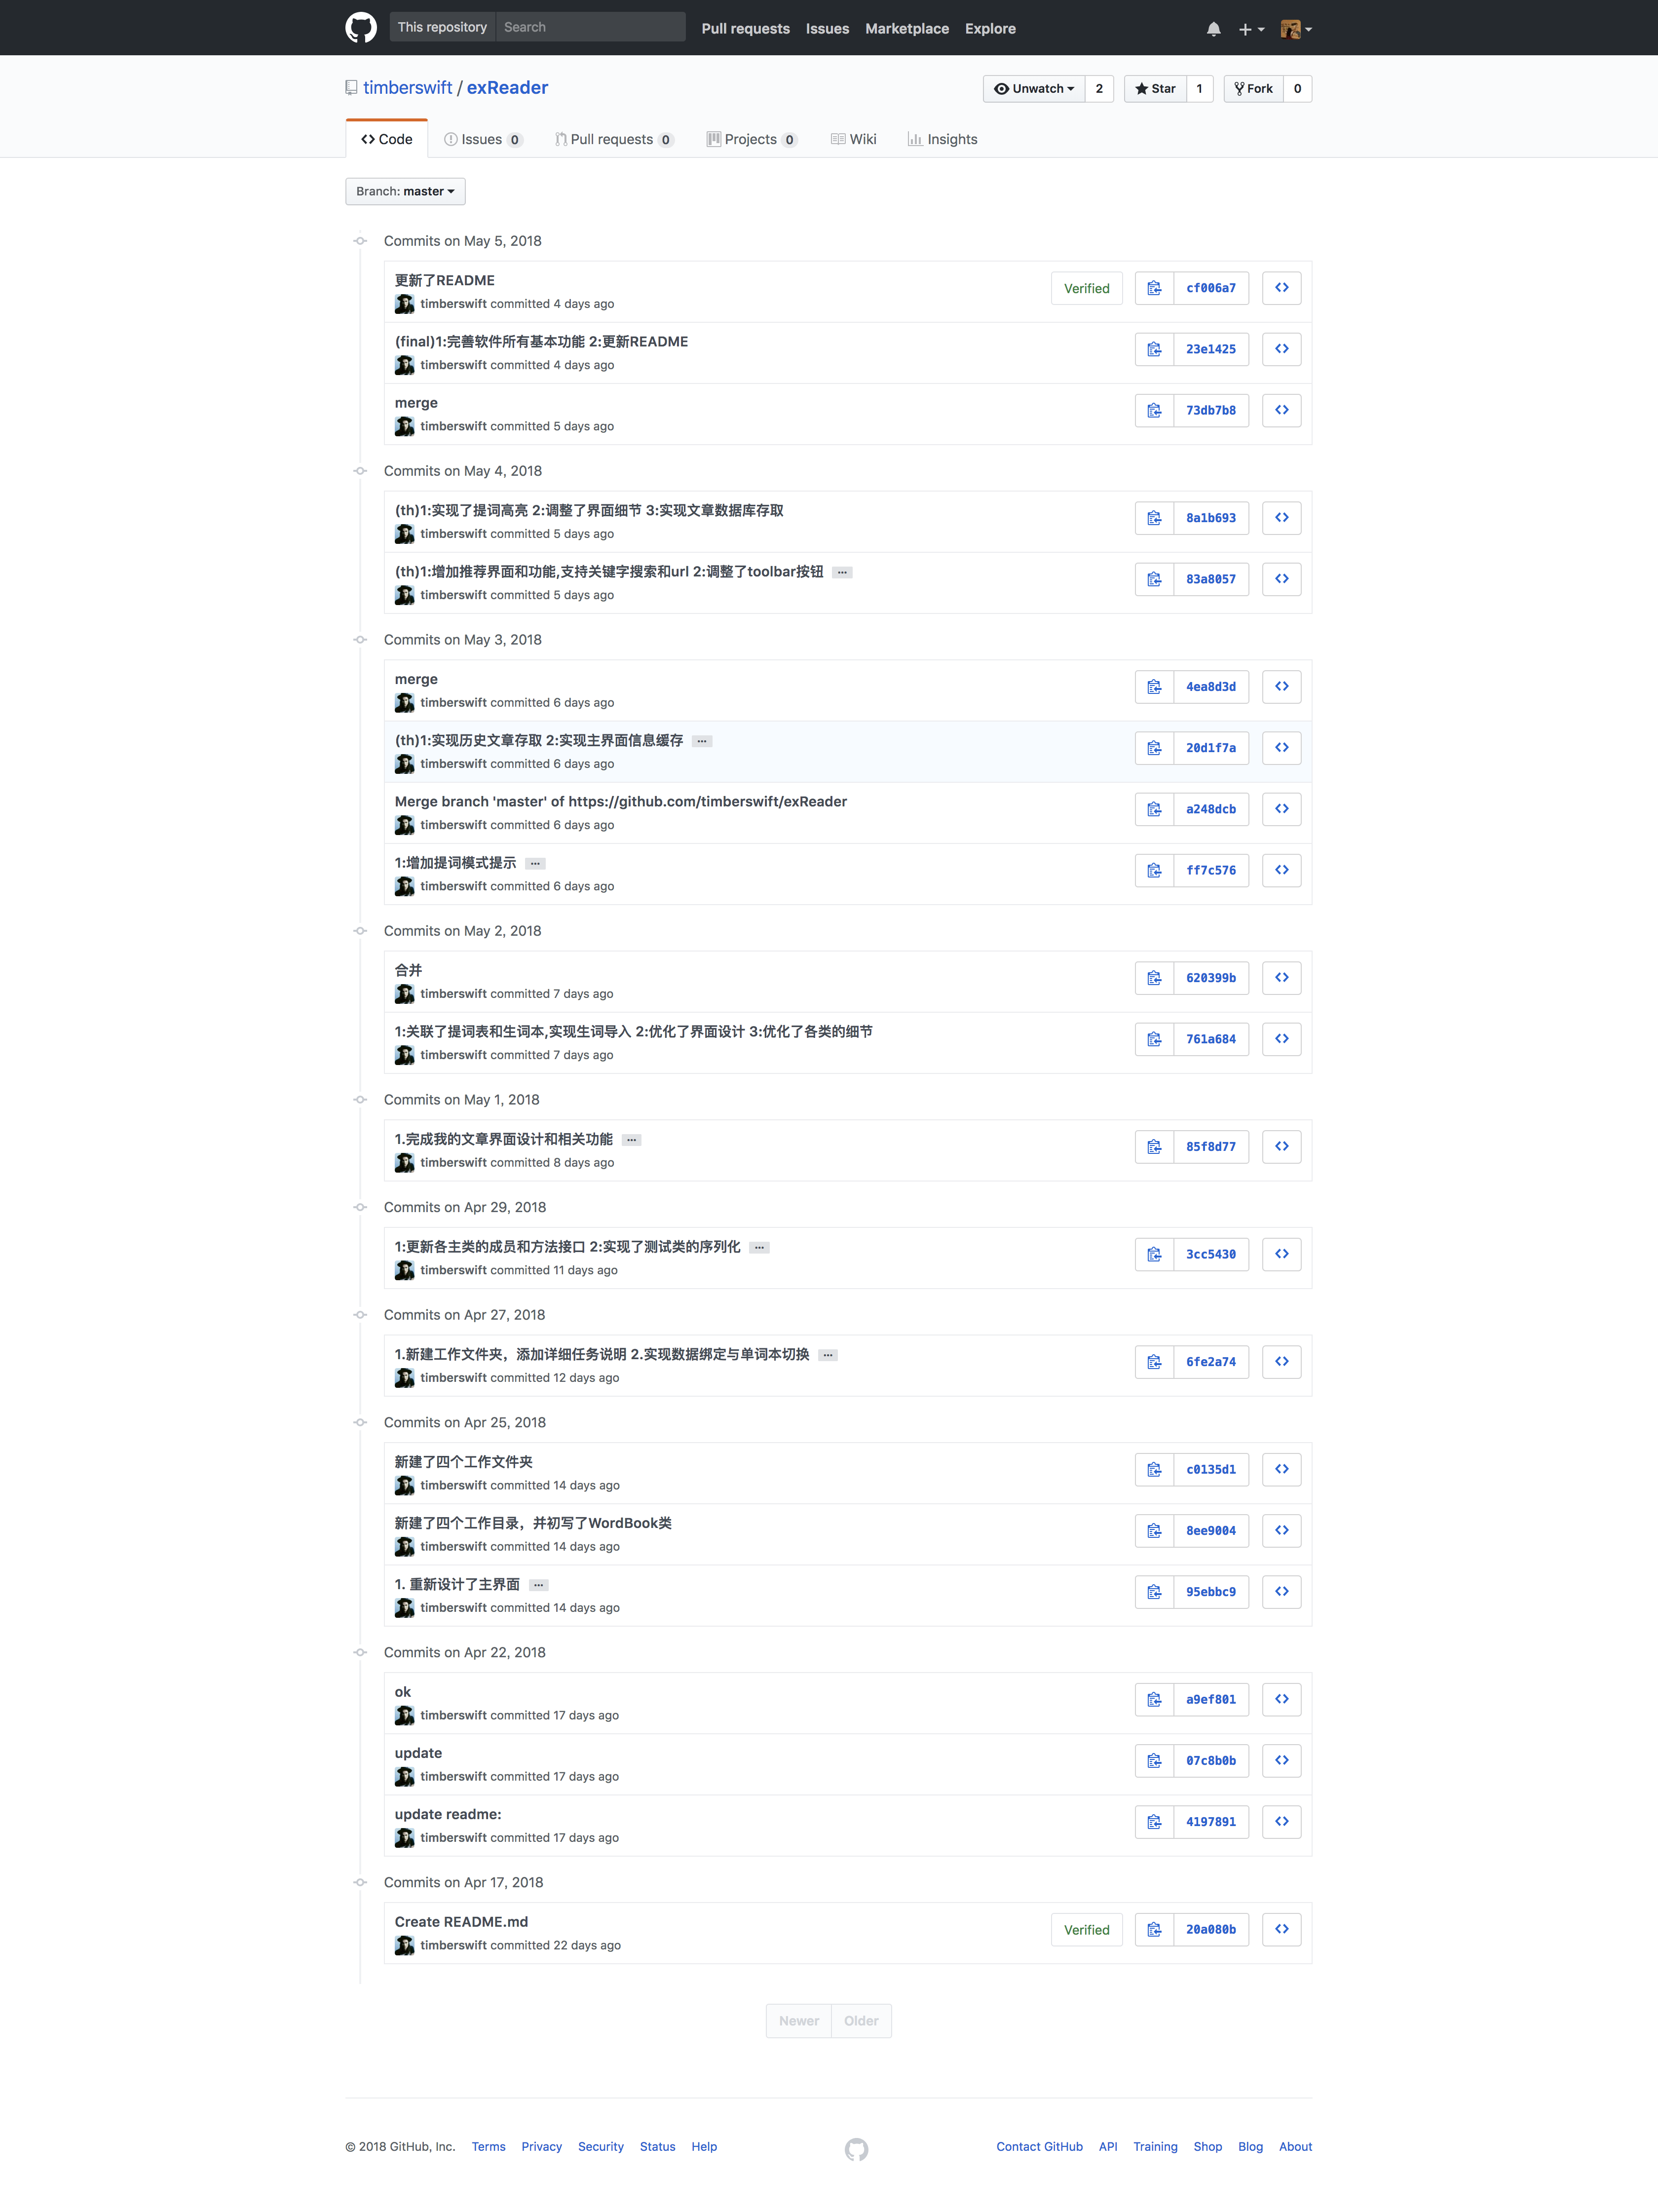 This repository Search Pull requests Issues Marketplace Explore
timberswift / exReader Unwatch 2 Star 1 Fork 0
Code Issues 0 Pull requests 0 Projects 0 Wiki Insights
Branch: master
Commits on May 5, 2018
更新了README
timberswift committed 4 days ago
Verified cf006a7
(final)1:完善软件所有基本功能 2:更新README
timberswift committed 4 days ago
23e1425
merge
timberswift committed 5 days ago
73db7b8
Commits on May 4, 2018
(th)1:实现了提词高亮 2:调整了界面细节 3:实现文章数据库存取
timberswift committed 5 days ago
8a1b693
(th)1:增加推荐界面和功能,支持关键字搜索和url 2:调整了toolbar按钮 …
timberswift committed 5 days ago
83a8057
Commits on May 3, 2018
merge
timberswift committed 6 days ago
4ea8d3d
(th)1:实现历史文章存取 2:实现主界面信息缓存 …
timberswift committed 6 days ago
20d1f7a
Merge branch 'master' of https://github.com/timberswift/exReader
timberswift committed 6 days ago
a248dcb
1:增加提词模式提示 …
timberswift committed 6 days ago
ff7c576
Commits on May 2, 2018
合并
timberswift committed 7 days ago
620399b
1:关联了提词表和生词本,实现生词导入 2:优化了界面设计 3:优化了各类的细节
timberswift committed 7 days ago
761a684
Commits on May 1, 2018
1.完成我的文章界面设计和相关功能 …
timberswift committed 8 days ago
85f8d77
Commits on Apr 29, 2018
1:更新各主类的成员和方法接口 2:实现了测试类的序列化 …
timberswift committed 11 days ago
3cc5430
Commits on Apr 27, 2018
1.新建工作文件夹，添加详细任务说明 2.实现数据绑定与单词本切换 …
timberswift committed 12 days ago
6fe2a74
Commits on Apr 25, 2018
新建了四个工作文件夹
timberswift committed 14 days ago
c0135d1
新建了四个工作目录，并初写了WordBook类
timberswift committed 14 days ago
8ee9004
1. 重新设计了主界面 …
timberswift committed 14 days ago
95ebbc9
Commits on Apr 22, 2018
ok
timberswift committed 17 days ago
a9ef801
update
timberswift committed 17 days ago
07c8b0b
update readme:
timberswift committed 17 days ago
4197891
Commits on Apr 17, 2018
Create README.md
timberswift committed 22 days ago
Verified 20a080b
Newer Older
© 2018 GitHub, Inc. Terms Privacy Security Status Help Contact GitHub API Training Shop Blog About